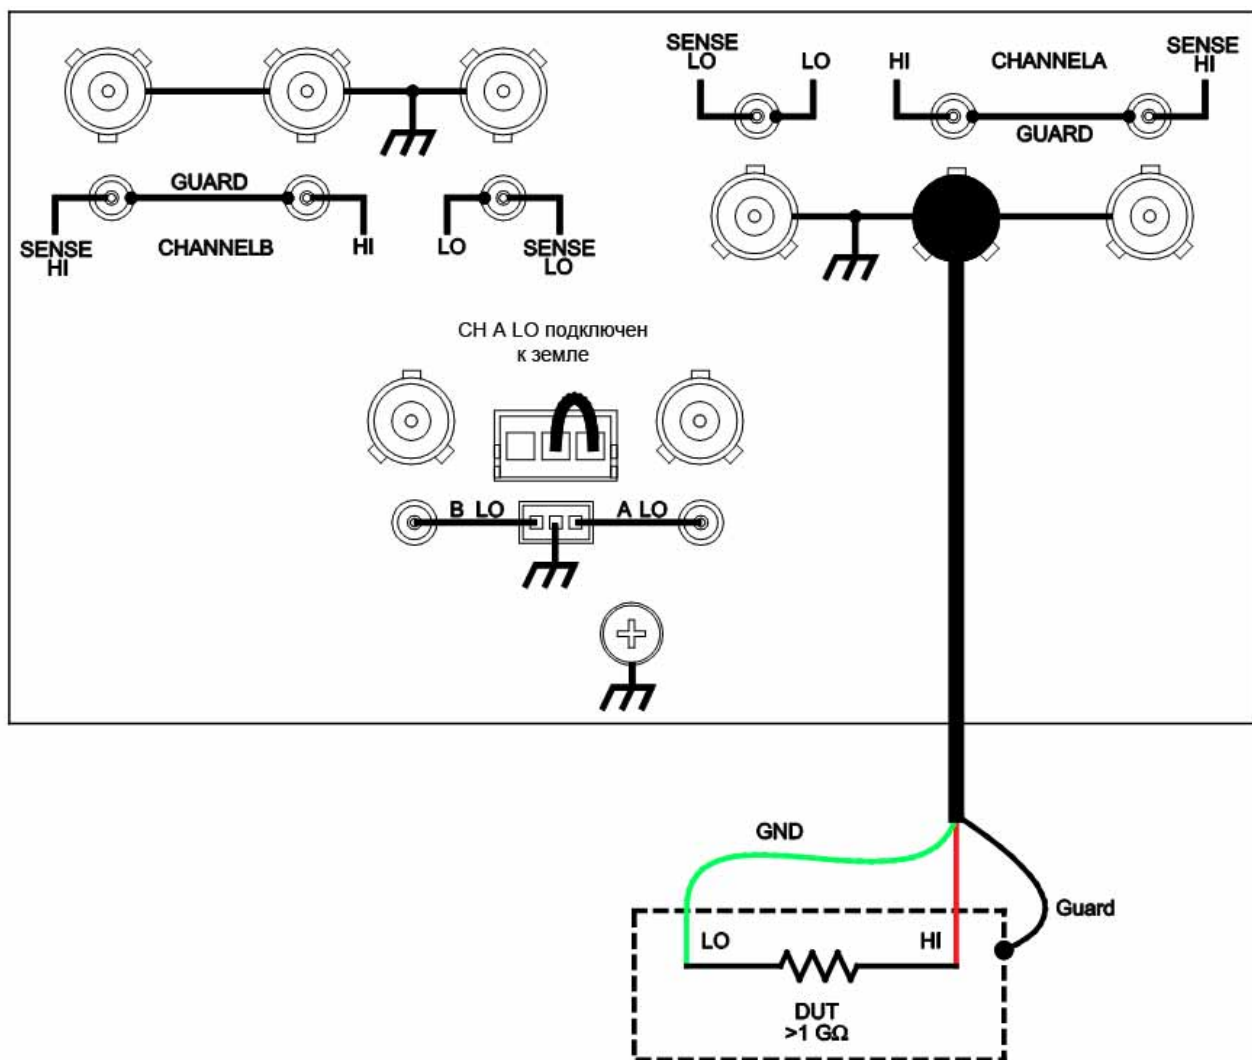 SENSE
LO
LO
HI
CHANNELA
SENSE
HI
GUARD
GUARD
SENSE
HI
CHANNELB
HI
LO
SENSE
LO
CH A LO подключен
к земле
B LO
A LO
GND
Guard
LO
HI
DUT
>1 GΩ